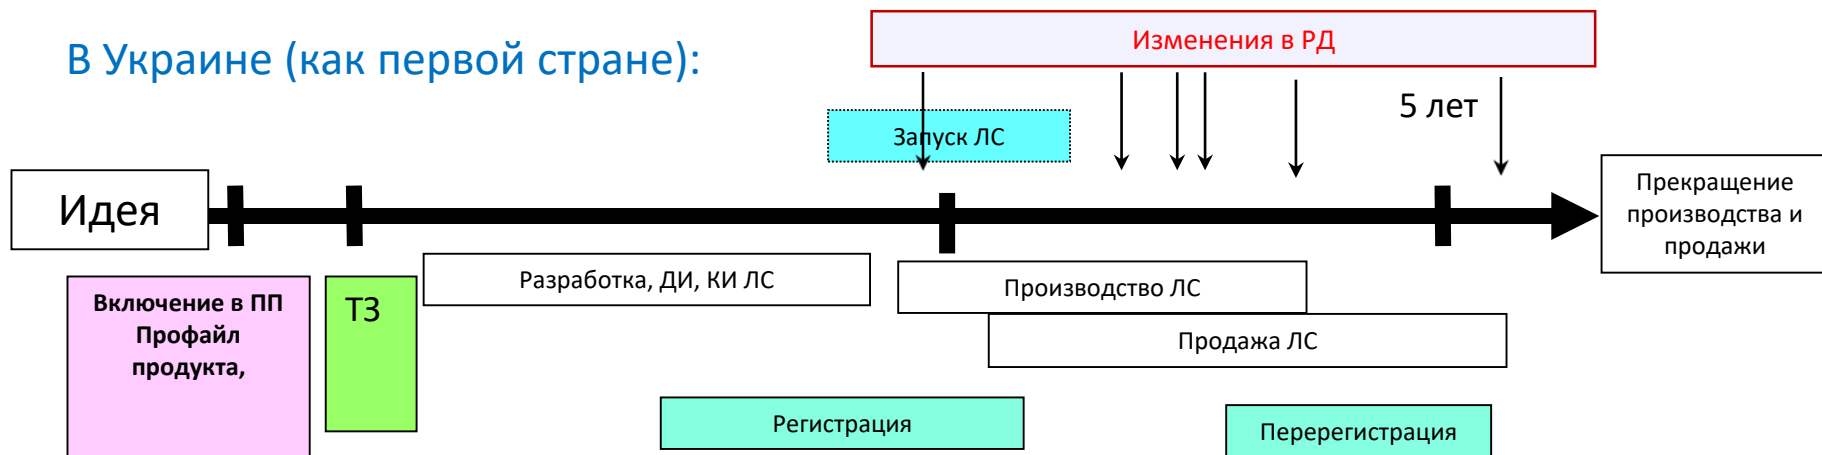 В Украине (как первой стране):
Изменения в РД
5 лет
Запуск ЛС
Идея
Прекращение
производства и
продажи
Включение в ПП
Профайл
продукта,
ТЗ
Разработка, ДИ, КИ ЛС
Производство ЛС
Продажа ЛС
Регистрация
Перерегистрация